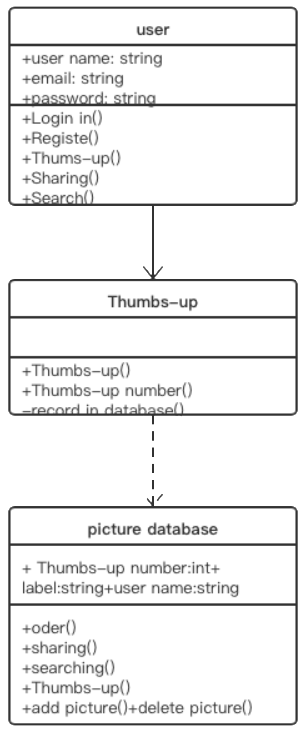 user
+user name: string
+email: string
+password: string
+Login in()
+Registe()
+Thums-up()
+Sharing()
+Search()
Thumbs-up
+Thumbs-up()
+Thumbs-up number()
-record in database()
picture database
+ Thumbs-up number:int+
label:string+user name:string
+oder()
+sharing()
+searching()
+Thumbs-up()
+add picture()+delete picture()